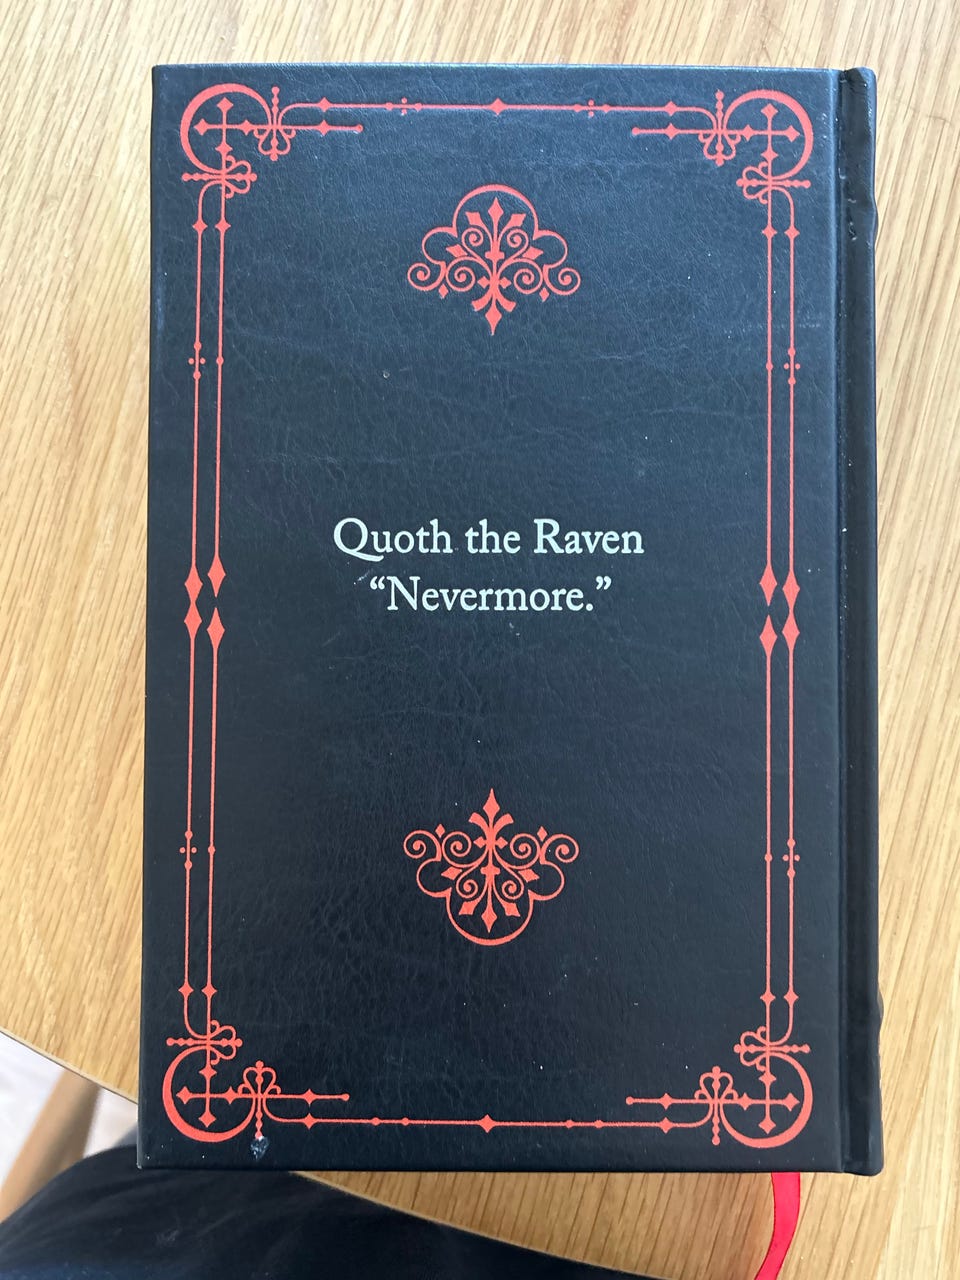 Quoth the Raven
“Nevermore.”